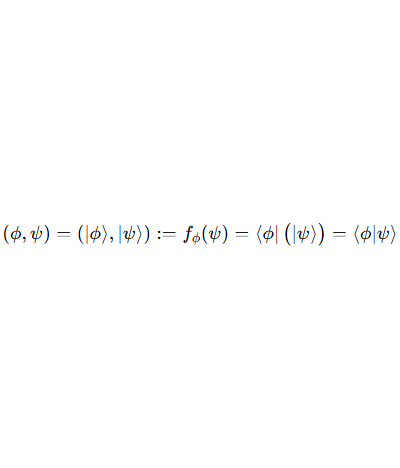 (ϕ, ψ) = (|ϕ⟩, |ψ⟩) := f_ϕ(ψ) = ⟨ϕ| (|ψ⟩) = ⟨ϕ|ψ⟩